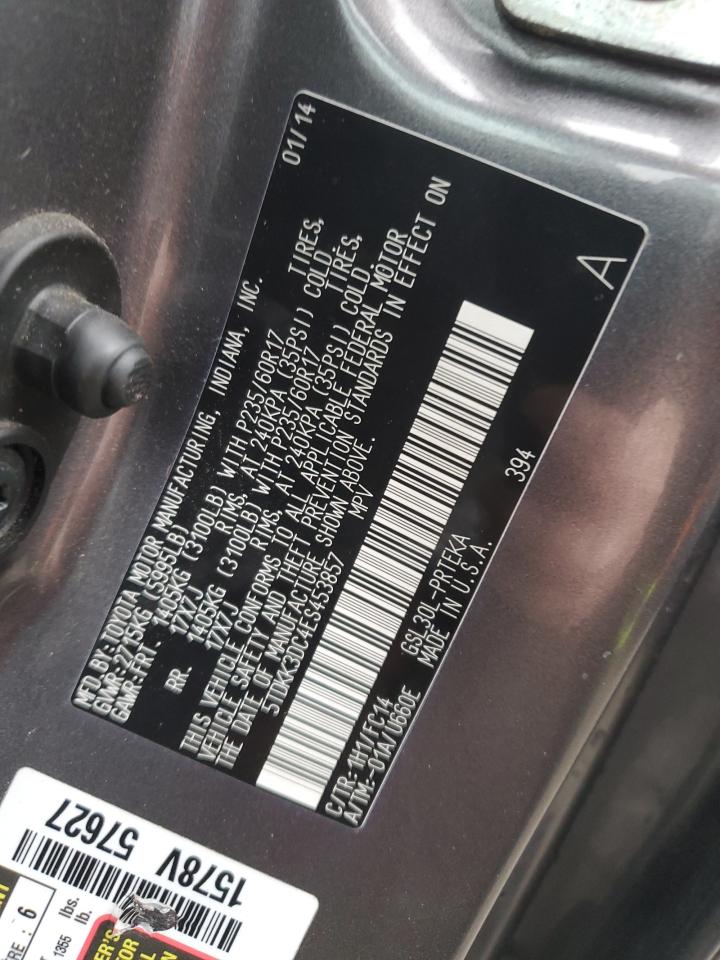 MFD.BY:TOYOTA MOTOR MANUFACTURING, INDIANA, INC. 01/14
GVWR:2715KG (5995LB)
GAWR:FRT 1405KG (3100LB) WITH P235/60R17 TIRES,
17X7J RIMS, AT 240KPA (35PSI) COLD
RR. 1405KG (3100LB) WITH P235/60R17 TIRES,
17X7J RIMS, AT 240KPA (35PSI) COLD
THIS VEHICLE CONFORMS TO ALL APPLICABLE FEDERAL MOTOR
VEHICLE SAFETY AND THEFT PREVENTION STANDARDS IN EFFECT ON
THE DATE OF MANUFACTURE SHOWN ABOVE.
5TDKK3DC4ES453857 MPV
C/TR:1H1/FC14
A/TM:-01A/U660E
GSL30L-PRTEKA
MADE IN U.S.A.
394
A
1578V 57627
6
1355 lbs.
lb.